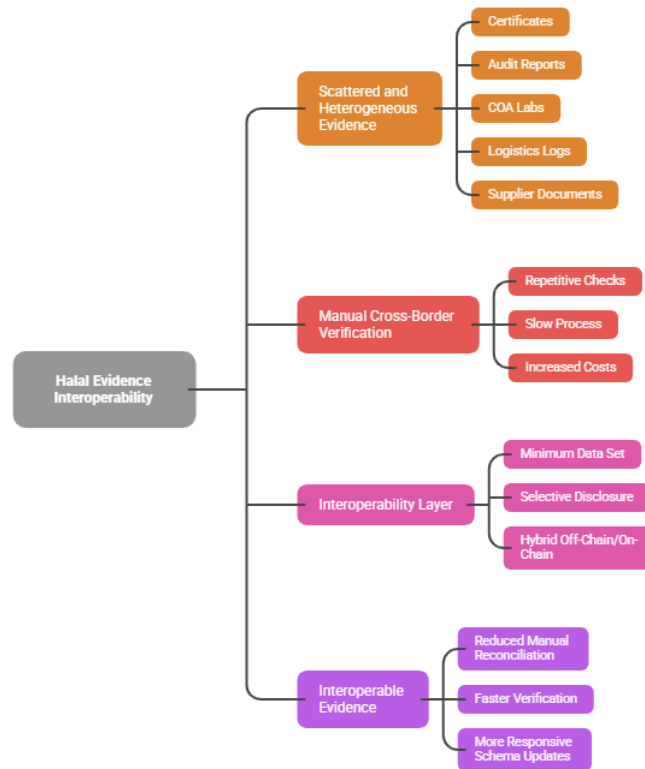 Halal Evidence
Interoperability
Scattered and
Heterogeneous
Evidence
Certificates
Audit Reports
COA Labs
Logistics Logs
Supplier Documents
Manual Cross-Border
Verification
Repetitive Checks
Slow Process
Increased Costs
Interoperability Layer
Minimum Data Set
Selective Disclosure
Hybrid Off-Chain/On-
Chain
Interoperable
Evidence
Reduced Manual
Reconciliation
Faster Verification
More Responsive
Schema Updates